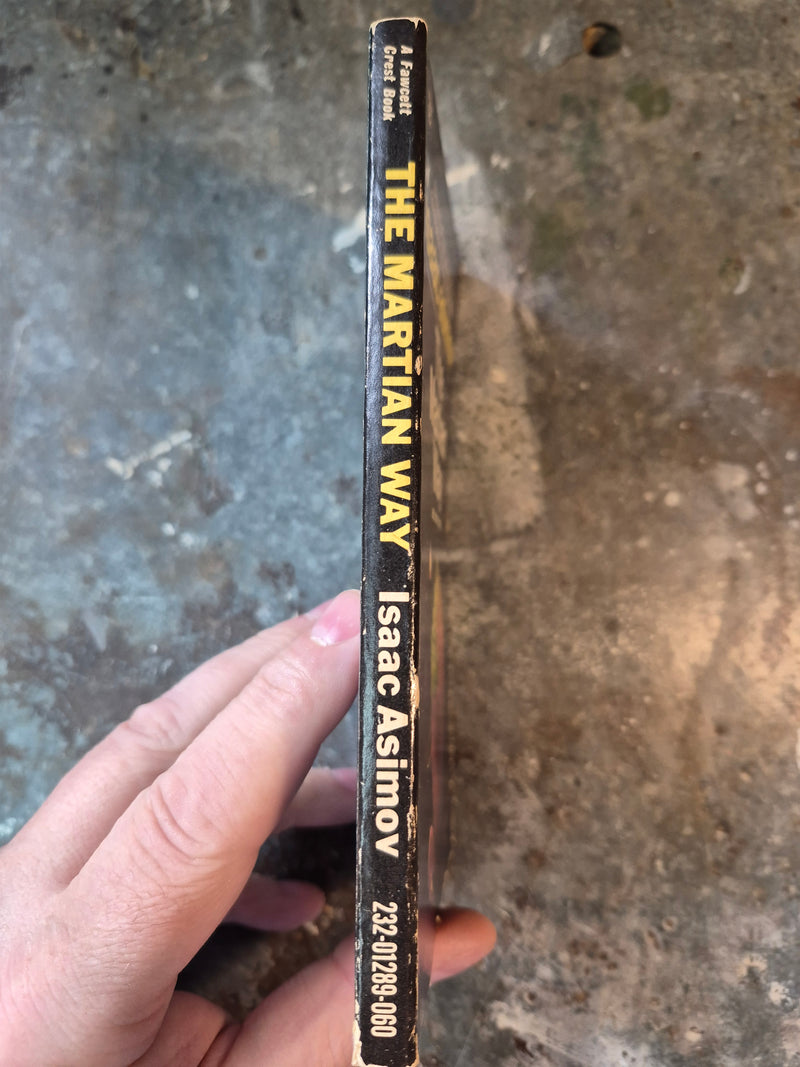 A Fawcett
Crest Book
THE MARTIAN WAY Isaac Asimov
232-01289-060